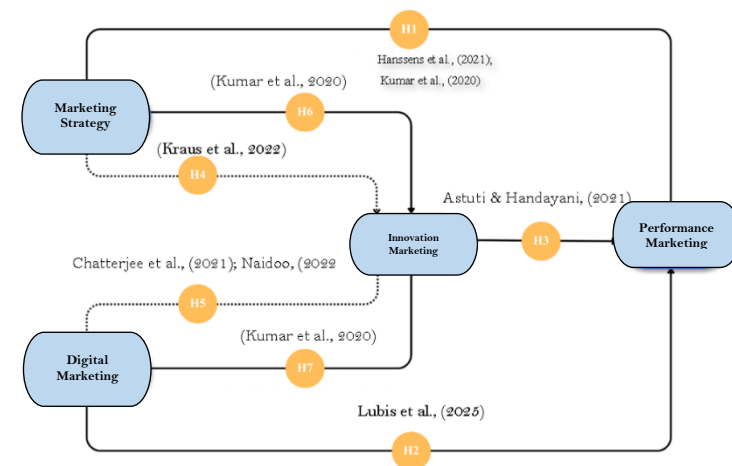 H1
Hanssens et al., (2021);
Kumar et al., (2020)
(Kumar et al., 2020)
Marketing
Strategy
H6
(Kraus et al., 2022)
H4
Astuti & Handayani, (2021)
Innovation
Marketing
H3
Performance
Marketing
Chatterjee et al., (2021); Naidoo, (2022
H5
(Kumar et al., 2020)
Digital
Marketing
H7
Lubis et al., (2025)
H2